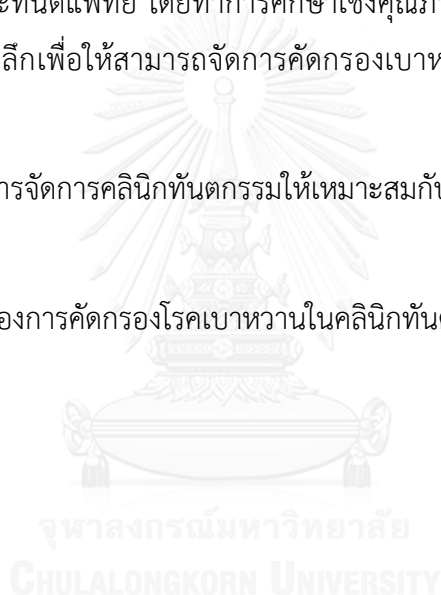 ะทันตแพทย์ โดยทำการศึกษาเชิงคุณภ
ลึกเพื่อให้สามารถจัดการคัดกรองเบาห
ารจัดการคลินิกทันตกรรมให้เหมาะสมกับ
องการคัดกรองโรคเบาหวานในคลินิกทันต
จุฬาลงกรณ์มหาวิทยาลัย
CHULALONGKORN UNIVERSITY